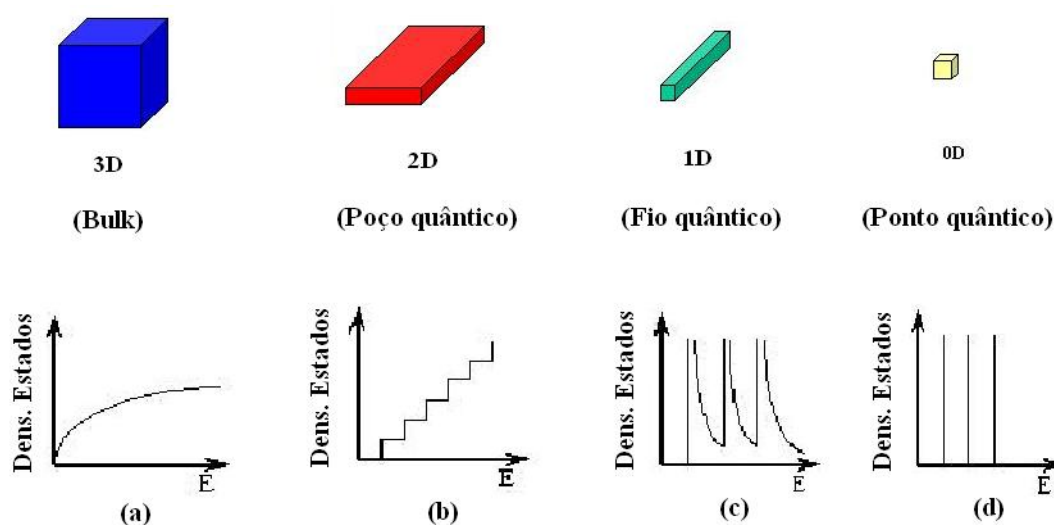 3D
2D
1D
0D
(Bulk)
(Poço quântico)
(Fio quântico)
(Ponto quântico)
Dens. Estados
E
(a)
Dens. Estados
E
(b)
Dens. Estados
E
(c)
Dens. Estados
E
(d)